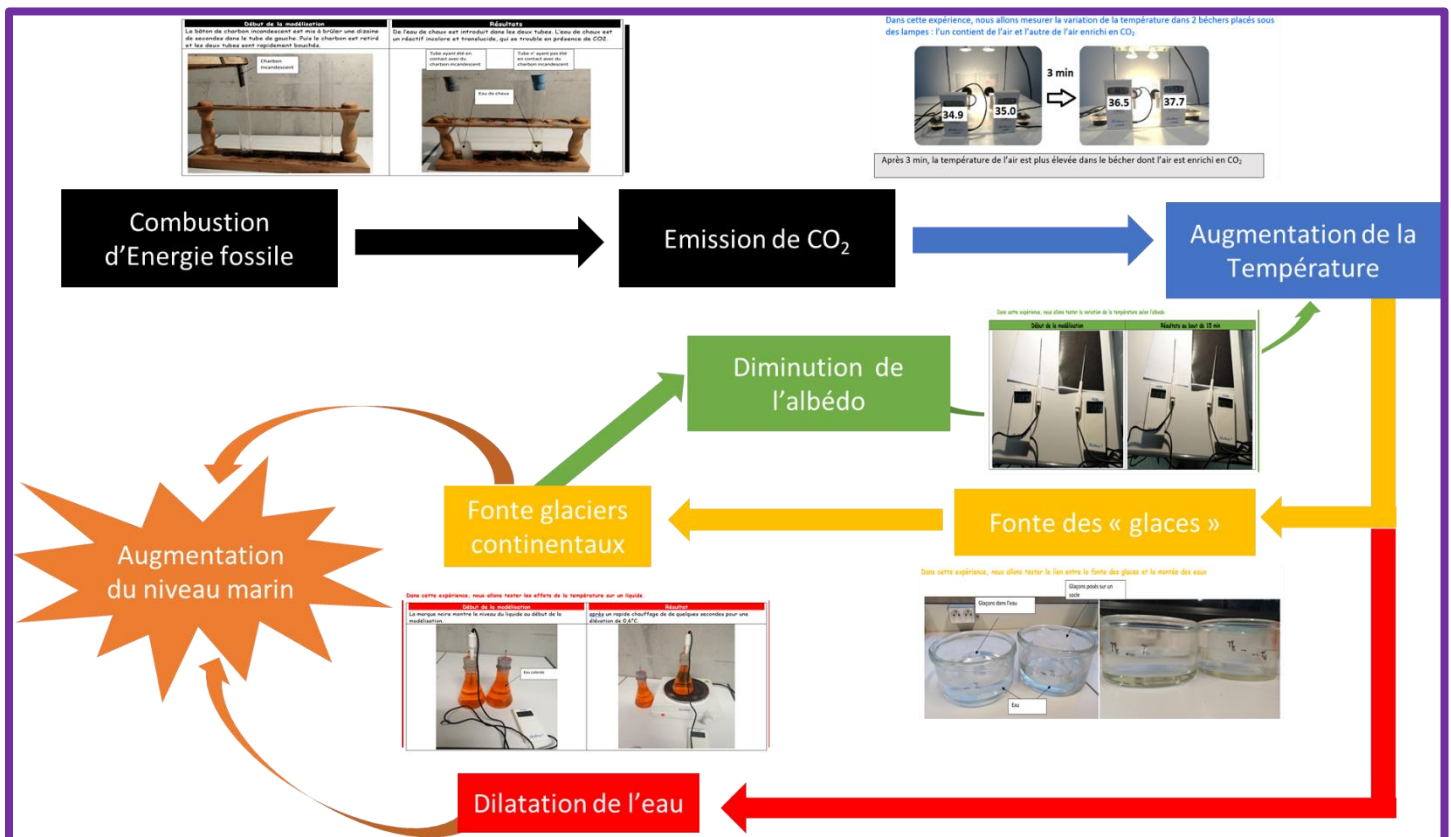 Début de la modélisation
Résultats
Le bâton de charbon incandescent est mis à brûler une dizaine
de secondes dans le tube de gauche. Puis le charbon est retiré
et les deux tubes sont rapidement bouchés.
De l'eau de chaux est introduit dans les deux tubes. L'eau de chaux est
un réactif incolore et translucide, qui se trouble en présence de CO2.
Charbon
incandescent
Tube ayant été en
contact avec du
charbon incandescent
Tube n' ayant pas été
en contact avec du
charbon incandescent
Eau de chaux
Dans cette expérience, nous allons mesurer la variation de la température dans 2 béchers placés sous
des lampes : l'un contient de l'air et l'autre de l'air enrichi en CO₂
3 min
34.9
35.0
36.5
37.7
Après 3 min, la température de l'air est plus élevée dans le bécher dont l'air est enrichi en CO₂
Combustion
d'Energie fossile
Emission de CO₂
Augmentation de la
Température
Dans cette expérience, nous allons tester la variation de la température selon l'albédo
Début de la modélisation
Résultats au bout de 15 min
Diminution de
l'albédo
Fonte glaciers
continentaux
Fonte des « glaces »
Augmentation
du niveau marin
Dans cette expérience, nous allons tester le lien entre la fonte des glaces et la montée des eaux
Glaçons dans l'eau
Glaçons posés sur un
socle
Eau
Dans cette expérience, nous allons tester les effets de la température sur un liquide.
Début de la modélisation
Résultat
La marque noire montre le niveau du liquide au début de la
modélisation.
après un rapide chauffage de de quelques secondes pour une
élévation de 0,6°C.
Eau colorée
Dilatation de l'eau